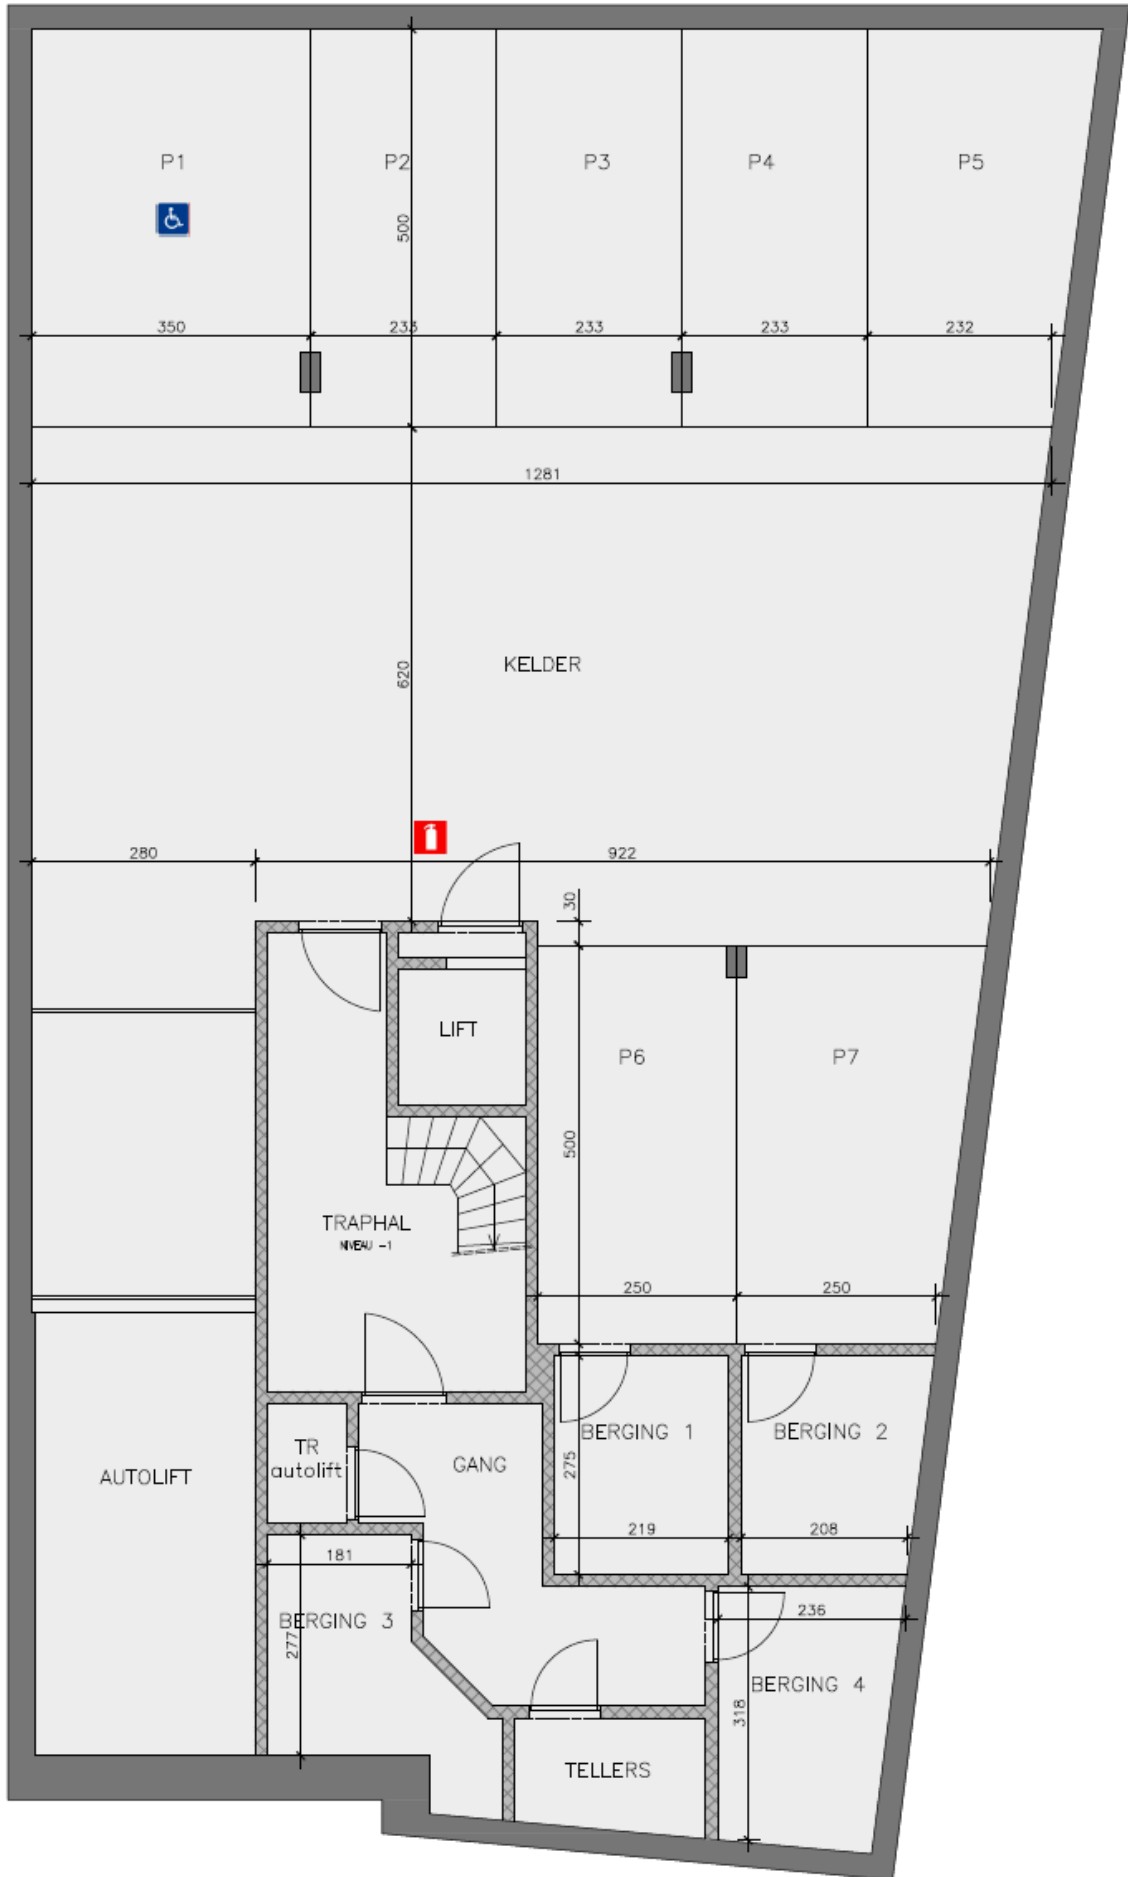 P1
P2
P3
P4
P5
500
350
233
233
233
232
1281
KELDER
620
280
922
30
LIFT
P6
P7
500
TRAPHAL
NIVEAU -1
250
250
BERGING 1
BERGING 2
TR
autolift
GANG
275
AUTOLIFT
219
208
181
236
BERGING 3
277
BERGING 4
318
TELLERS